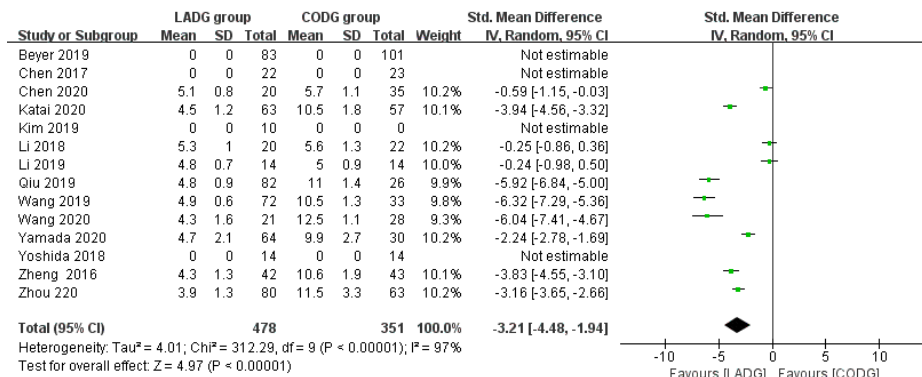 LADG group CODG group Std. Mean Difference Std. Mean Difference
Study or Subgroup Mean SD Total Mean SD Total Weight IV, Random, 95% CI IV, Random, 95% CI
Beyer 2019 0 0 83 0 0 101 Not estimable
Chen 2017 0 0 22 0 0 23 Not estimable
Chen 2020 5.1 0.8 20 5.7 1.1 35 10.2% -0.59 [-1.15, -0.03]
Katai 2020 4.5 1.2 63 10.5 1.8 57 10.1% -3.94 [-4.56, -3.32]
Kim 2019 0 0 10 0 0 0 Not estimable
Li 2018 5.3 1 20 5.6 1.3 22 10.2% -0.25 [-0.86, 0.36]
Li 2019 4.8 0.7 14 5 0.9 14 10.0% -0.24 [-0.98, 0.50]
Qiu 2019 4.8 0.9 82 11 1.4 26 9.9% -5.92 [-6.84, -5.00]
Wang 2019 4.9 0.6 72 10.5 1.3 33 9.8% -6.32 [-7.29, -5.36]
Wang 2020 4.3 1.6 21 12.5 1.1 28 9.3% -6.04 [-7.41, -4.67]
Yamada 2020 4.7 2.1 64 9.9 2.7 30 10.2% -2.24 [-2.78, -1.69]
Yoshida 2018 0 0 14 0 0 14 Not estimable
Zheng 2016 4.3 1.3 42 10.6 1.9 43 10.1% -3.83 [-4.55, -3.10]
Zhou 220 3.9 1.3 80 11.5 3.3 63 10.2% -3.16 [-3.65, -2.66]
Total (95% CI) 478 351 100.0% -3.21 [-4.48, -1.94]
Heterogeneity: Tau² = 4.01; Chi² = 312.29, df = 9 (P < 0.00001); I² = 97%
Test for overall effect: Z = 4.97 (P < 0.00001)
-10 -5 0 5 10
Favours [LADG] Favours [CODG]